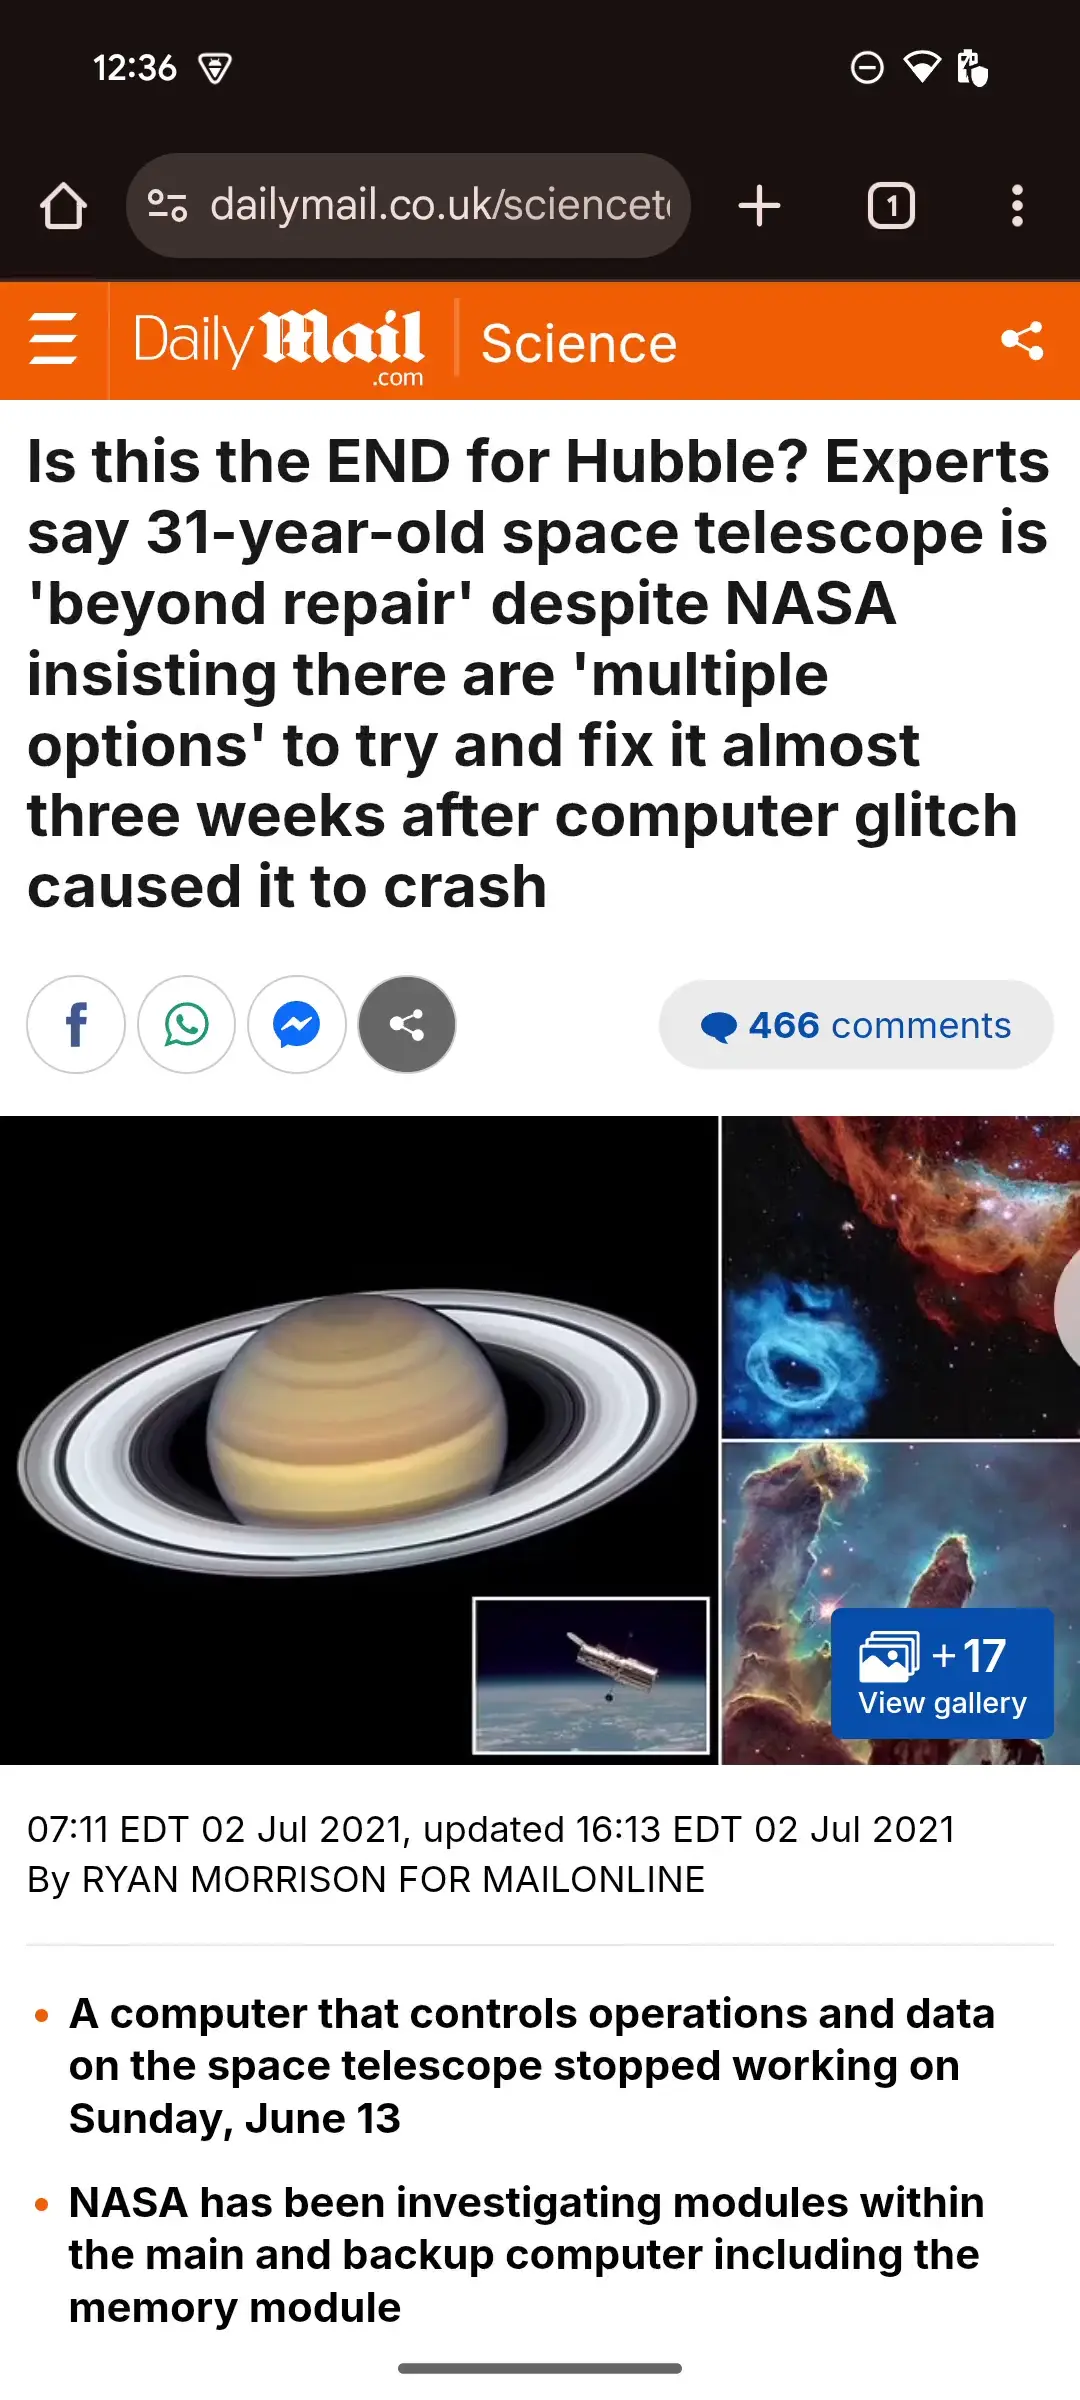 12:36
dailymail.co.uk/sciencet
1
Daily Mail
.com
Science
Is this the END for Hubble? Experts
say 31-year-old space telescope is
'beyond repair' despite NASA
insisting there are 'multiple
options' to try and fix it almost
three weeks after computer glitch
caused it to crash
466 comments
+17
View gallery
07:11 EDT 02 Jul 2021, updated 16:13 EDT 02 Jul 2021
By RYAN MORRISON FOR MAILONLINE
• A computer that controls operations and data
on the space telescope stopped working on
Sunday, June 13
• NASA has been investigating modules within
the main and backup computer including the
memory module